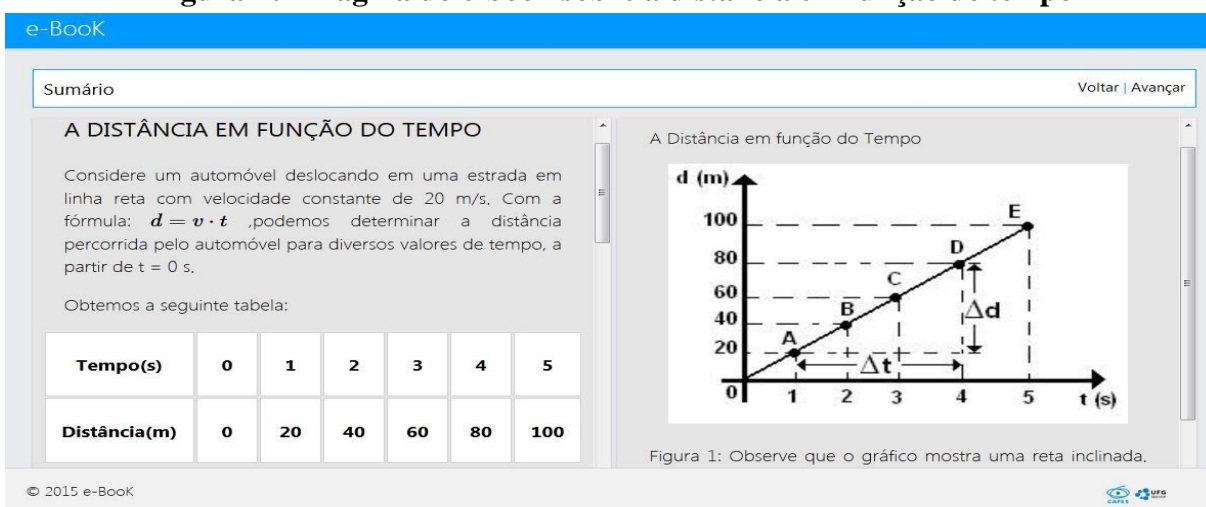 e-BooK
Sumário
Voltar | Avançar
A DISTÂNCIA EM FUNÇÃO DO TEMPO
Considere um automóvel deslocando em uma estrada em
linha reta com velocidade constante de 20 m/s. Com a
fórmula: d = v · t ,podemos determinar a distância
percorrida pelo automóvel para diversos valores de tempo, a
partir de t = 0 s.
Obtemos a seguinte tabela:
Tempo(s) 0 1 2 3 4 5
Distância(m) 0 20 40 60 80 100
A Distância em função do Tempo
d (m)
100
80
60
40
20
0
A
B
C
D
E
Δd
Δt
1 2 3 4 5 t (s)
Figura 1: Observe que o gráfico mostra uma reta inclinada.
© 2015 e-BooK
CAPES
UFG